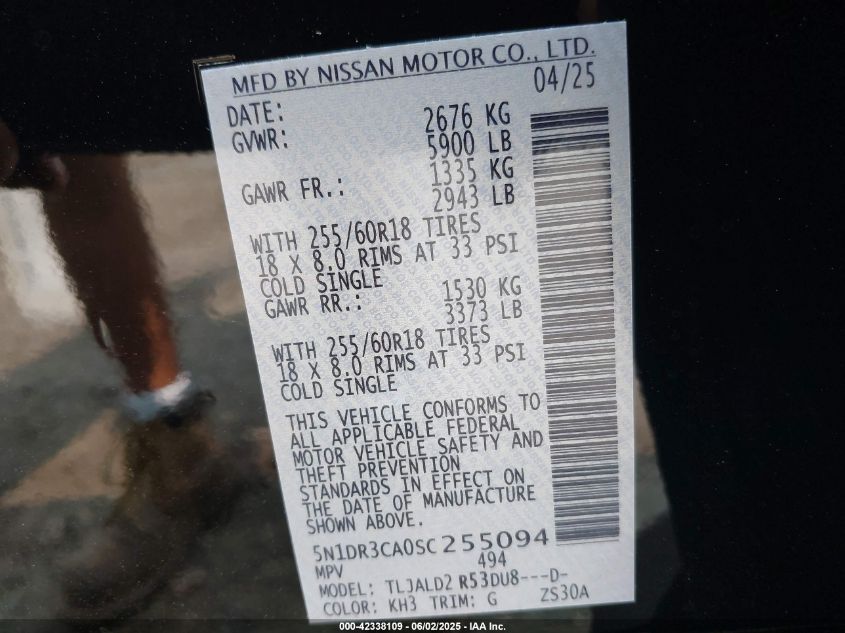 MFD BY NISSAN MOTOR CO., LTD.
DATE: 04/25
GVWR: 2676 KG
5900 LB
GAWR FR.: 1335 KG
2943 LB
WITH 255/60R18 TIRES
18 X 8.0 RIMS AT 33 PSI
COLD SINGLE
GAWR RR.: 1530 KG
3373 LB
WITH 255/60R18 TIRES
18 X 8.0 RIMS AT 33 PSI
COLD SINGLE
THIS VEHICLE CONFORMS TO
ALL APPLICABLE FEDERAL
MOTOR VEHICLE SAFETY AND
THEFT PREVENTION
STANDARDS IN EFFECT ON
THE DATE OF MANUFACTURE
SHOWN ABOVE.
5N1DR3CA0SC255094
MPV 494
MODEL: TLJALD2 R53DU8---D-
COLOR: KH3 TRIM: G ZS30A
000-42338109 - 06/02/2025 - IAA Inc.